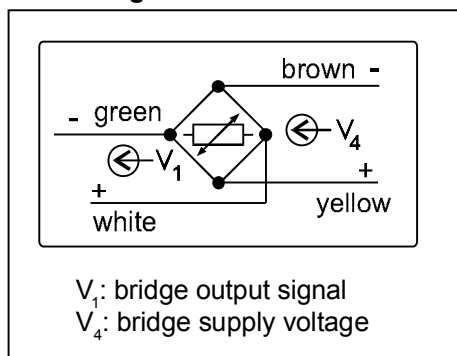 brown -
- green
V₄
V₁
+
+
white
yellow
V₁: bridge output signal
V₄: bridge supply voltage